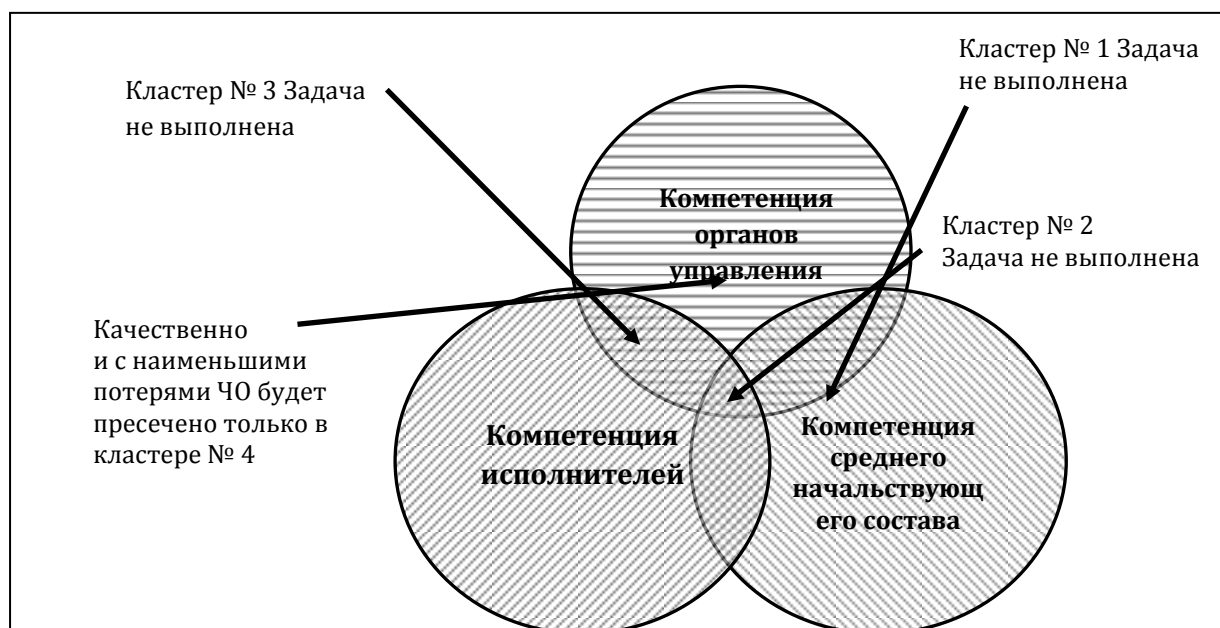 Кластер № 3 Задача
не выполнена
Кластер № 1 Задача
не выполнена
Компетенция
органов
управления
Кластер № 2
Задача не выполнена
Качественно
и с наименьшими
потерями ЧО будет
пресечено только в
кластере № 4
Компетенция
исполнителей
Компетенция
среднего
начальствующ
его состава